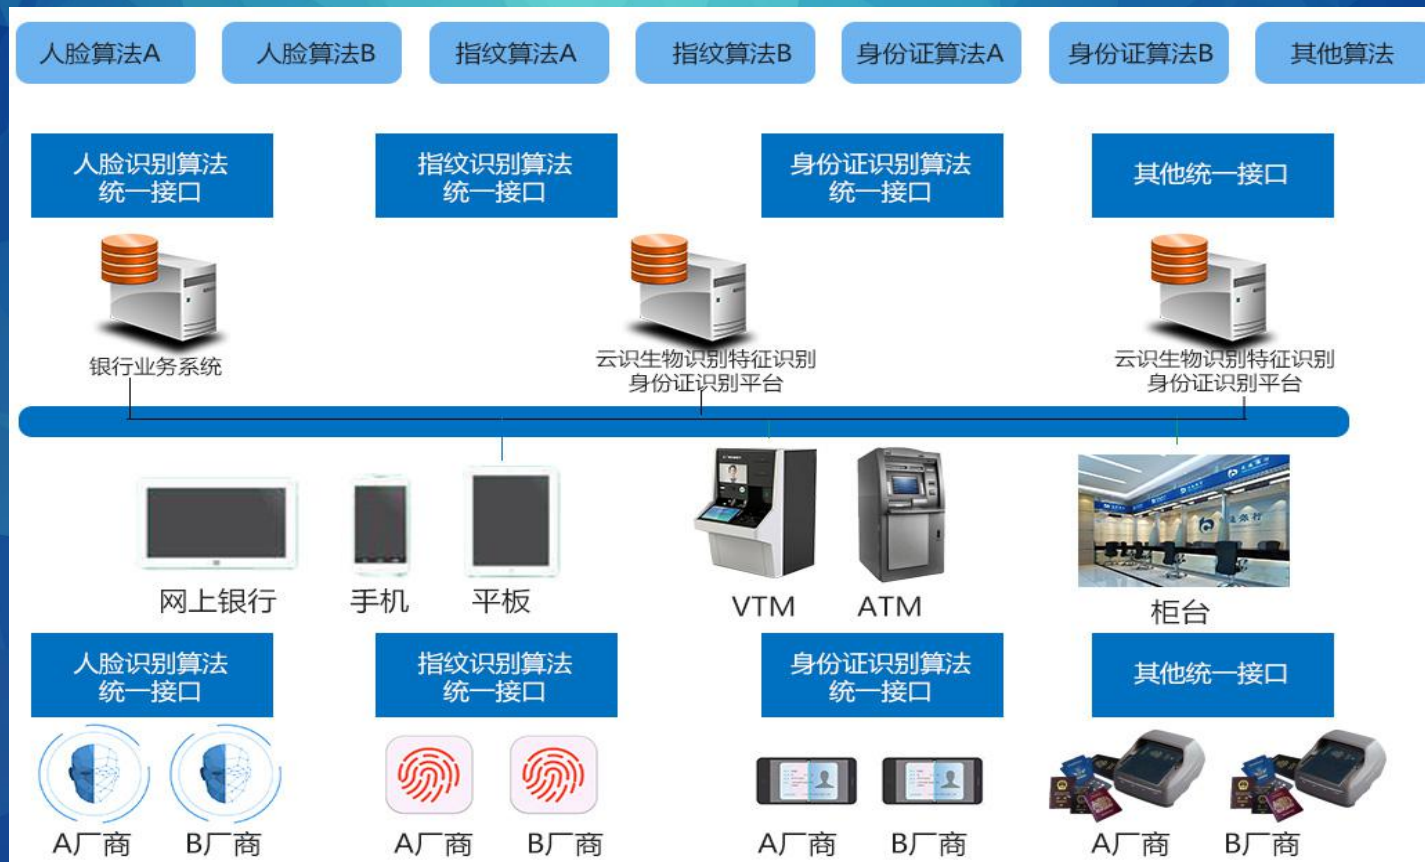 人脸算法A
人脸算法B
指纹算法A
指纹算法B
身份证算法A
身份证算法B
其他算法
人脸识别算法
统一接口
指纹识别算法
统一接口
身份证识别算法
统一接口
其他统一接口
银行业务系统
云识生物识别特征识别
身份证识别平台
云识生物识别特征识别
身份证识别平台
网上银行
手机
平板
VTM
ATM
柜台
人脸识别算法
统一接口
指纹识别算法
统一接口
身份证识别算法
统一接口
其他统一接口
A厂商
B厂商
A厂商
B厂商
A厂商
B厂商
A厂商
B厂商